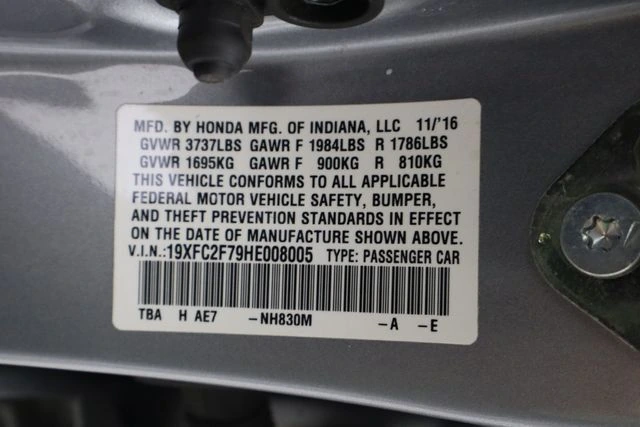 MFD. BY HONDA MFG. OF INDIANA, LLC 11/'16
GVWR 3737LBS GAWR F 1984LBS R 1786LBS
GVWR 1695KG GAWR F 900KG R 810KG
THIS VEHICLE CONFORMS TO ALL APPLICABLE
FEDERAL MOTOR VEHICLE SAFETY, BUMPER,
AND THEFT PREVENTION STANDARDS IN EFFECT
ON THE DATE OF MANUFACTURE SHOWN ABOVE.
V.I.N.:19XFC2F79HE008005 TYPE: PASSENGER CAR
TBA H AE7 -NH830M -A -E